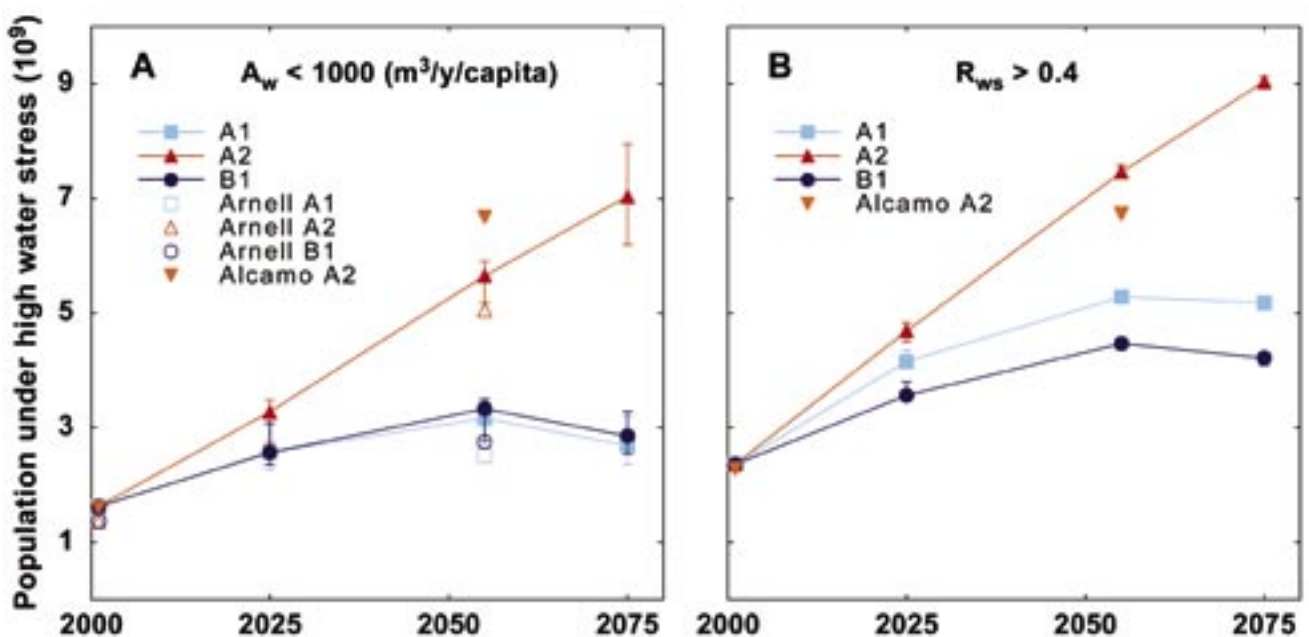 Population under high water stress (10⁹)
A
A_w < 1000 (m³/y/capita)
A1
A2
B1
Arnell A1
Arnell A2
Arnell B1
Alcamo A2
9
7
5
3
1
2000 2025 2050 2075
B
R_ws > 0.4
A1
A2
B1
Alcamo A2
2000 2025 2050 2075